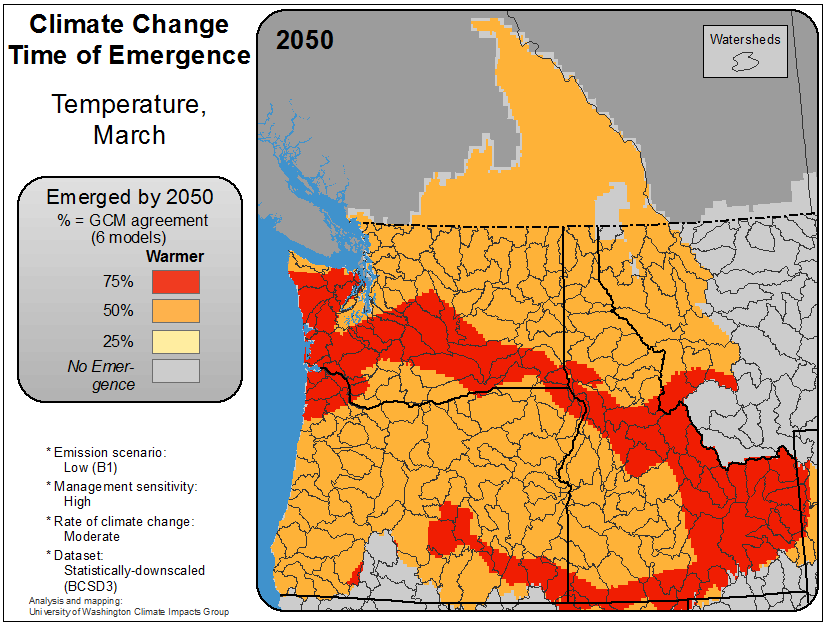 Climate Change
Time of Emergence
Temperature,
March
Emerged by 2050
% = GCM agreement
(6 models)
Warmer
75%
50%
25%
No Emer-
gence
* Emission scenario:
Low (B1)
* Management sensitivity:
High
* Rate of climate change:
Moderate
* Dataset:
Statistically-downscaled
(BCSD3)
Analysis and mapping:
University of Washington Climate Impacts Group
2050
Watersheds